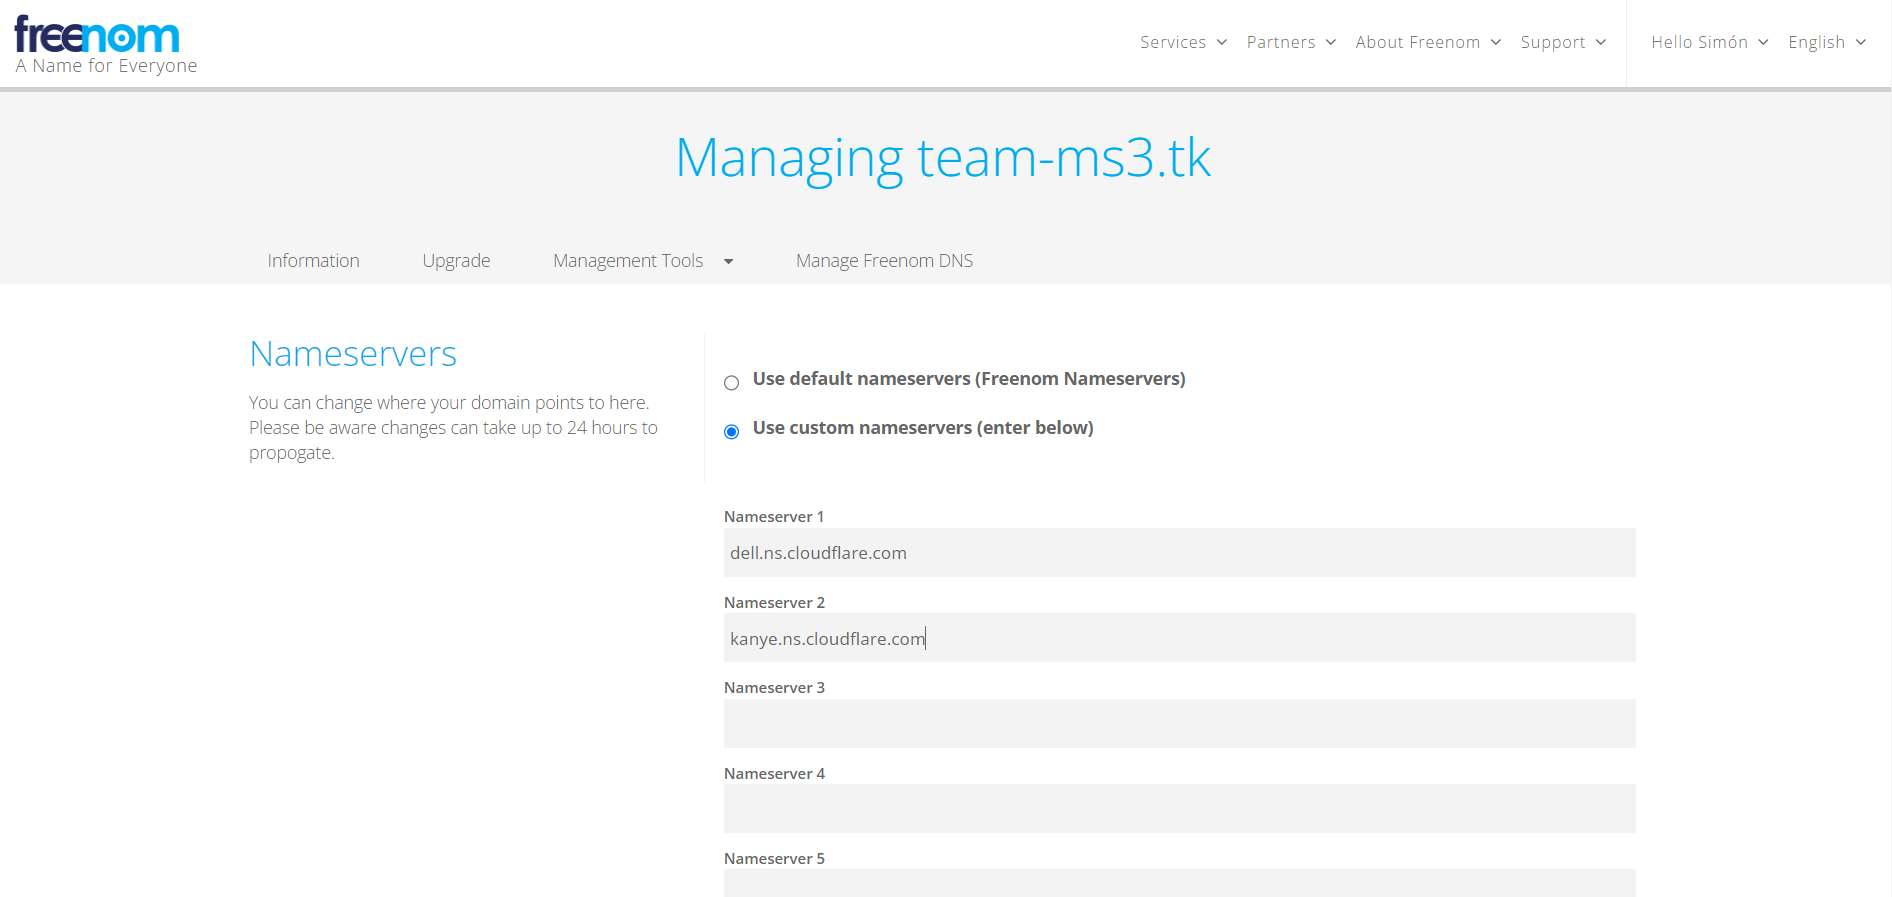 freenom
A Name for Everyone
Services Partners About Freenom Support Hello Simón English
Managing team-ms3.tk
Information Upgrade Management Tools Manage Freenom DNS
Nameservers
You can change where your domain points to here.
Please be aware changes can take up to 24 hours to
propogate.
Use default nameservers (Freenom Nameservers)
Use custom nameservers (enter below)
Nameserver 1
dell.ns.cloudflare.com
Nameserver 2
kanye.ns.cloudflare.com
Nameserver 3
Nameserver 4
Nameserver 5